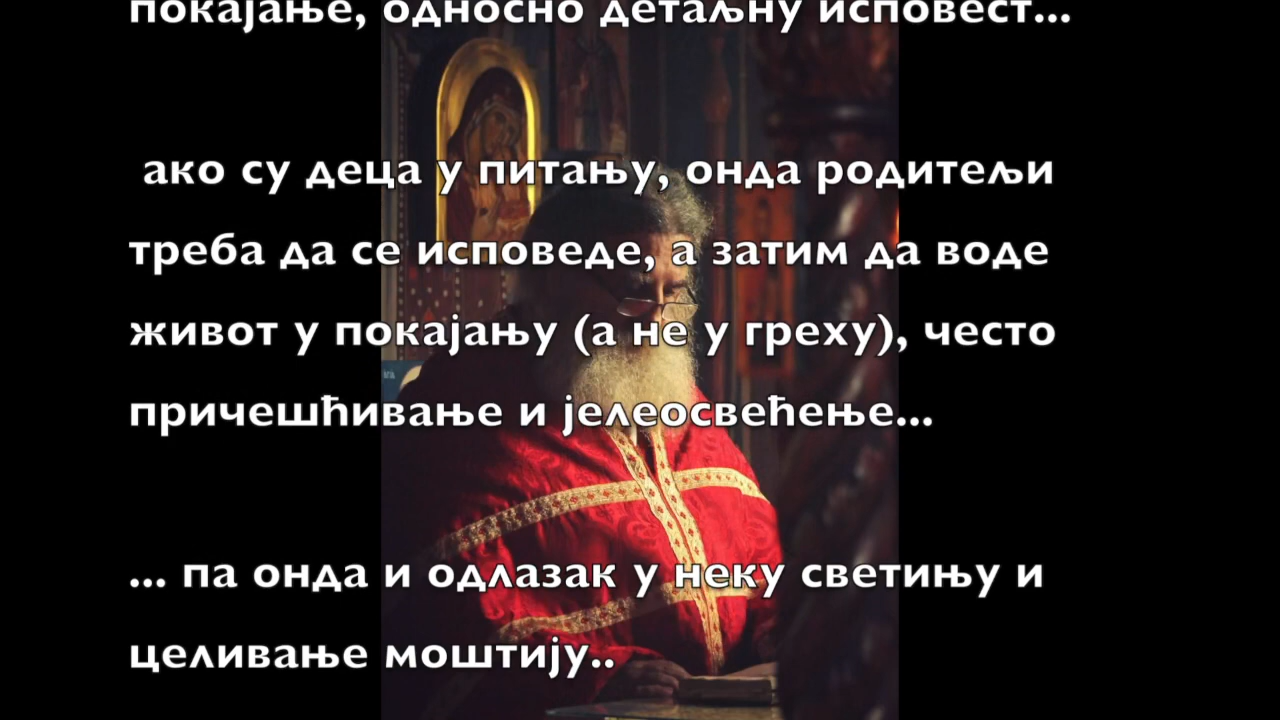 покајање, односно детаљну исповест...
ако су деца у питању, онда родитељи
треба да се исповеде, а затим да воде
живот у покајању (а не у греху), често
причешћивање и јелеосвећење...
... па онда и одлазак у неку светињу и
целивање моштију..